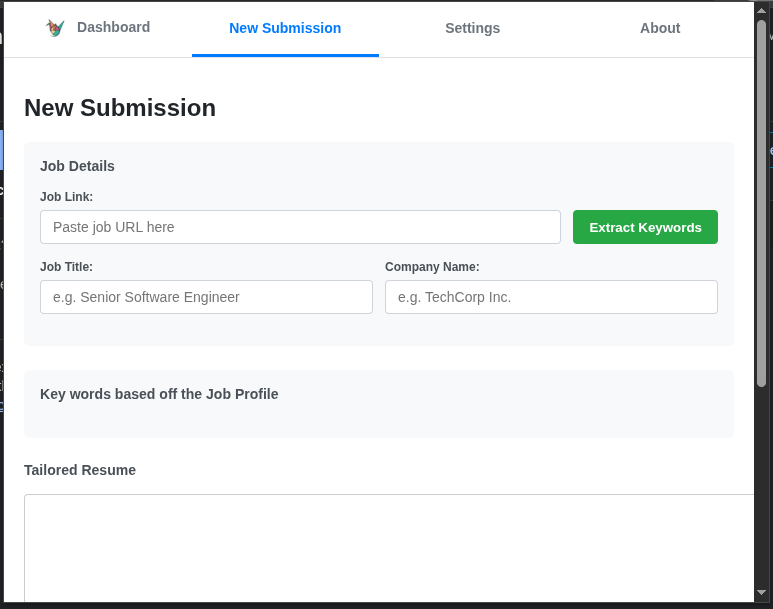 Dashboard
New Submission
Settings
About
New Submission
Job Details
Job Link:
Paste job URL here
Extract Keywords
Job Title:
Company Name:
e.g. Senior Software Engineer
e.g. TechCorp Inc.
Key words based off the Job Profile
Tailored Resume